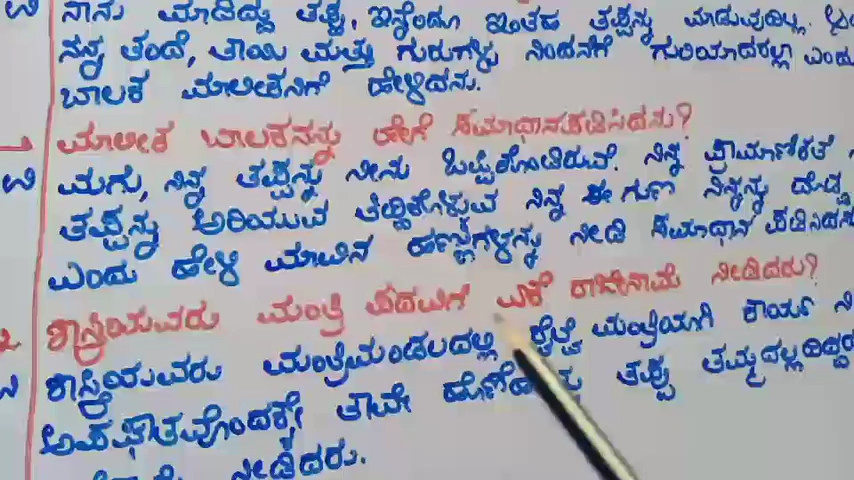 ನಾನು ಮಾಡಿದ್ದು ತಪ್ಪು, ಇನ್ನೆಂದೂ ಇಂತಹ ತಪ್ಪನ್ನು ಮಾಡುವುದಿಲ್ಲ.
ನನ್ನ ತಂದೆ, ತಾಯಿ ಮತ್ತು ಗುರುಗಳು ನಿಂದನೆಗೆ ಗುರಿಯಾದರಲ್ಲಾ ಎಂದು
ಬಾಲಕ ಮಾಲೀಕನಿಗೆ ಹೇಳಿದನು.
ಮಾಲೀಕ ಬಾಲಕನನ್ನು ಹೇಗೆ ಸಮಾಧಾನಪಡಿಸಿದನು?
ಮಗು, ನಿನ್ನ ತಪ್ಪನ್ನು ನೀನು ಒಪ್ಪಿಕೊಂಡಿರುವೆ. ನಿನ್ನ ಪ್ರಾಮಾಣಿಕತೆ
ತಪ್ಪನ್ನು ಅರಿಯುವ ತಿದ್ದಿಕೊಳ್ಳುವ ನಿನ್ನ ಈ ಗುಣ ನಿನ್ನನ್ನು ದೊಡ್ಡ
ಎಂದು ಹೇಳಿ ಮಾವಿನ ಹಣ್ಣುಗಳನ್ನು ನೀಡಿ ಸಮಾಧಾನ ಪಡಿಸಿದನು
ಶಾಸ್ತ್ರಿಯವರು ಮಂತ್ರಿ ಪದವಿಗೆ ಏಕೆ ರಾಜೀನಾಮೆ ನೀಡಿದರು?
ಶಾಸ್ತ್ರಿಯವರು ಮಂತ್ರಿಮಂಡಲದಲ್ಲಿ ರೈಲ್ವೆ ಮಂತ್ರಿಯಾಗಿ ಕಾರ್ಯ
ಅಪಘಾತವೊಂದಕ್ಕೇ ತಾವೇ ತಪ್ಪು ತಮ್ಮದಲ್ಲದಿದ್ದರೂ
ನೀಡಿದರು.